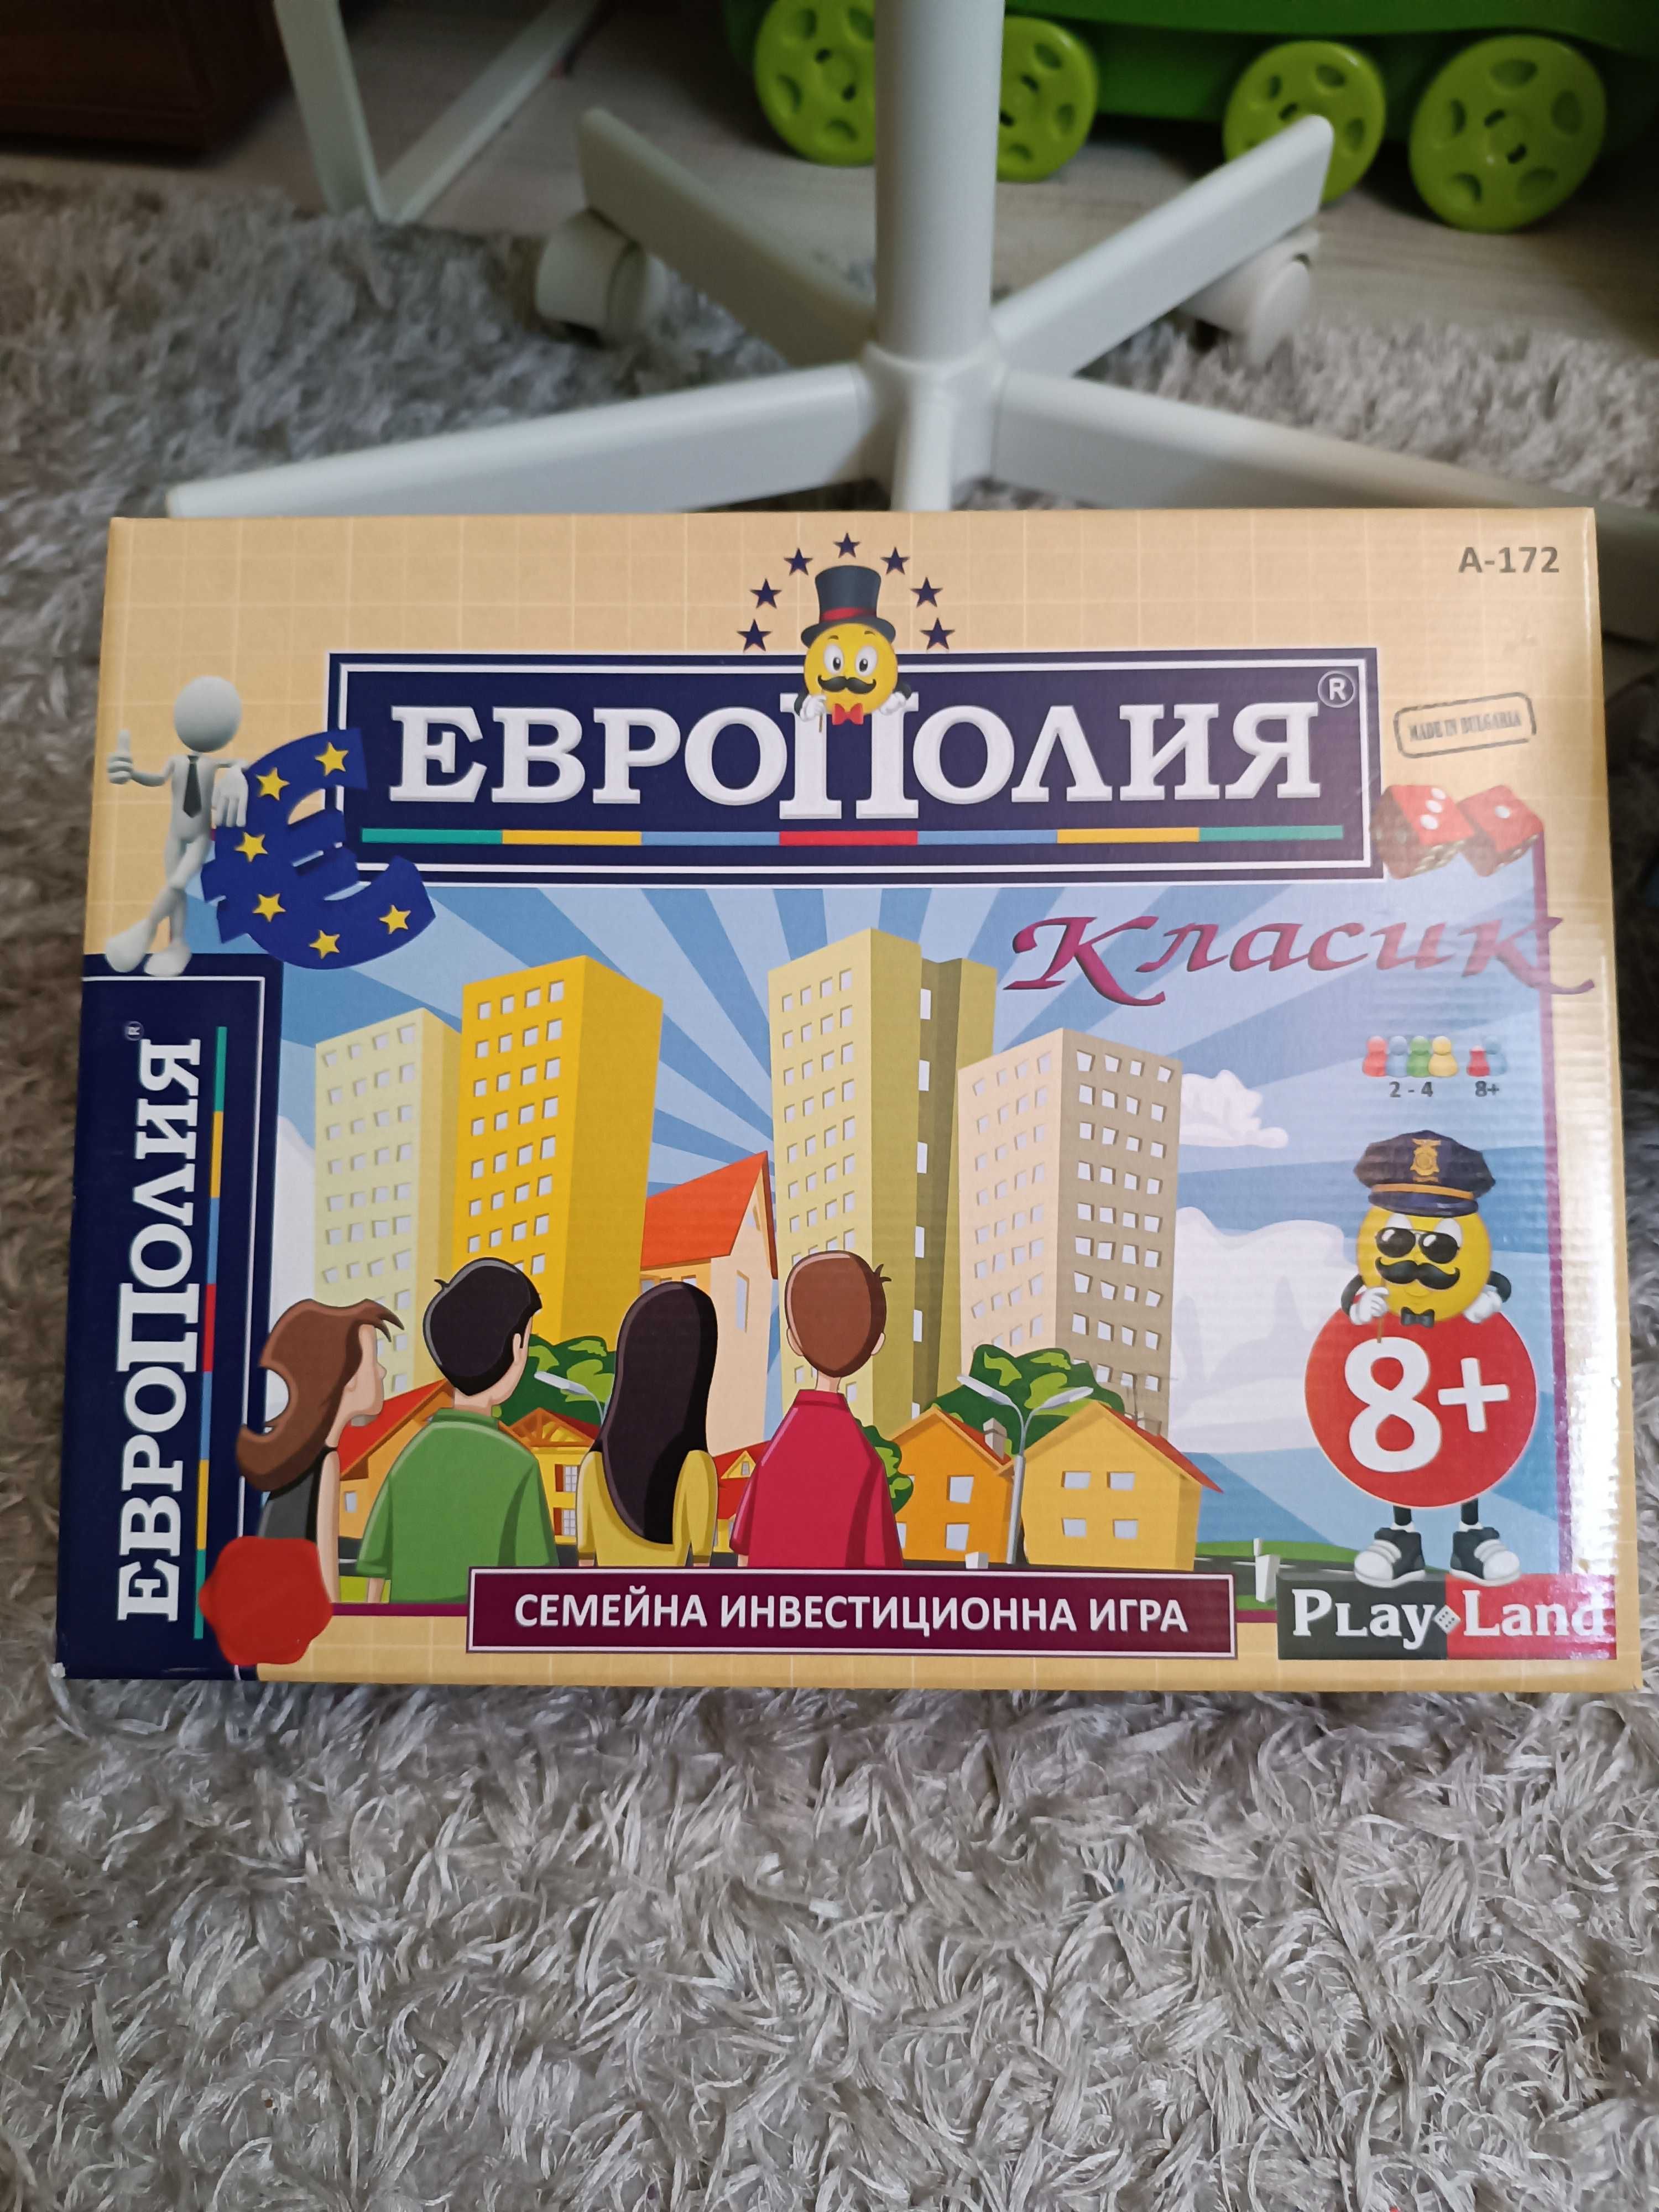 A-172
ЕВРОПОЛИЯ®
MADE IN BULGARIA
Класик
2 - 4 8+
ЕВРОПОЛИЯ®
8+
СЕМЕЙНА ИНВЕСТИЦИОННА ИГРА
PLay Land